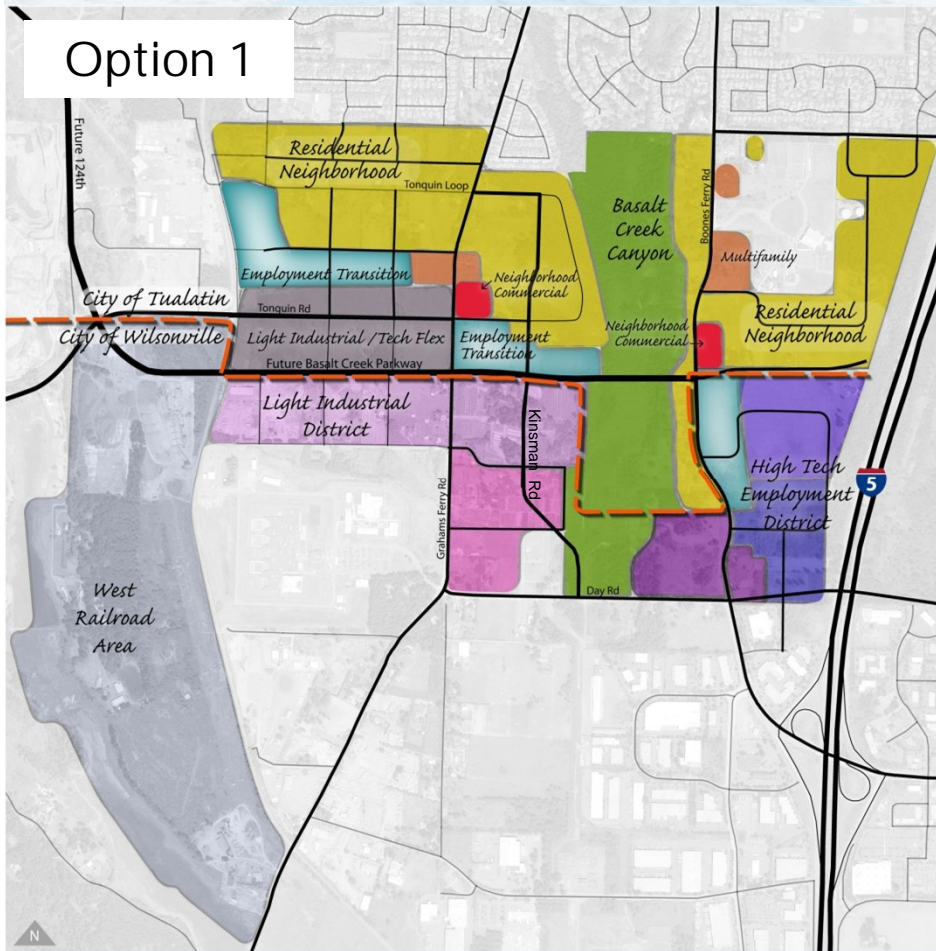 Option 1
Future 124th
Residential
Neighborhood
Tonquin Loop
Basalt
Creek
Canyon
Boones Ferry Rd
Multifamily
Employment Transition
Neighborhood
Commercial
City of Tualatin
Tonquin Rd
Residential
Neighborhood
City of Wilsonville
Light Industrial / Tech Flex
Employment
Transition
Neighborhood
Commercial
Future Basalt Creek Parkway
Light Industrial
District
Kinsman Rd
High Tech
Employment
District
5
Grahams Ferry Rd
West
Railroad
Area
Day Rd
N